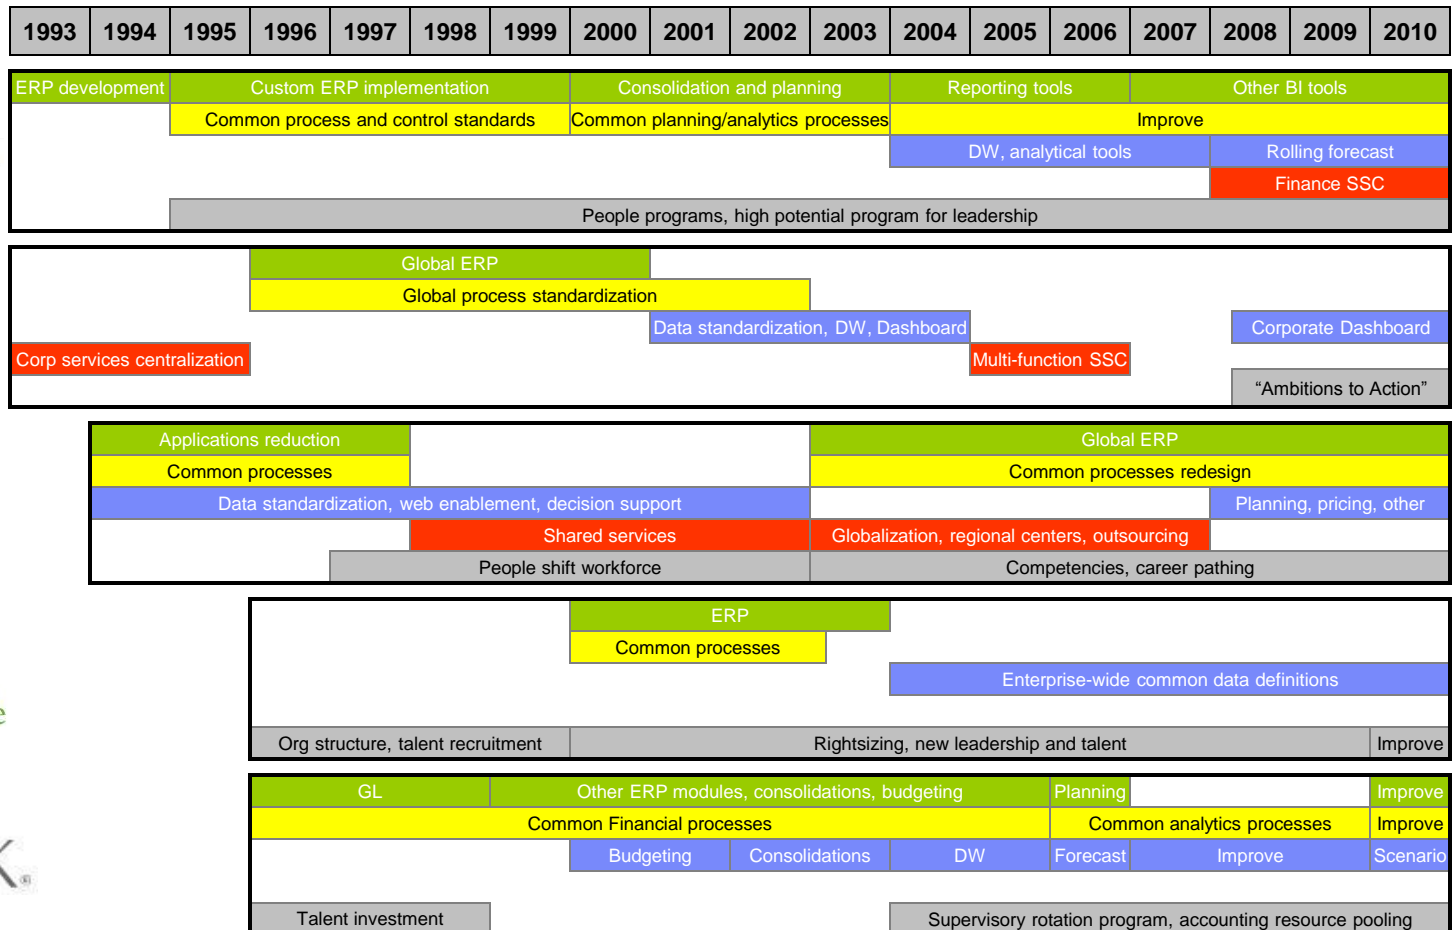 1993 1994 1995 1996 1997 1998 1999 2000 2001 2002 2003 2004 2005 2006 2007 2008 2009 2010
ERP development Custom ERP implementation Consolidation and planning Reporting tools Other BI tools
Common process and control standards Common planning/analytics processes Improve
DW, analytical tools Rolling forecast
Finance SSC
People programs, high potential program for leadership
Global ERP
Global process standardization
Data standardization, DW, Dashboard Corporate Dashboard
Corp services centralization Multi-function SSC
“Ambitions to Action”
Applications reduction Global ERP
Common processes Common processes redesign
Data standardization, web enablement, decision support Planning, pricing, other
Shared services Globalization, regional centers, outsourcing
People shift workforce Competencies, career pathing
ERP
Common processes
Enterprise-wide common data definitions
Org structure, talent recruitment Rightsizing, new leadership and talent Improve
GL Other ERP modules, consolidations, budgeting Planning Improve
Common Financial processes Common analytics processes Improve
Budgeting Consolidations DW Forecast Improve Scenario
Talent investment Supervisory rotation program, accounting resource pooling